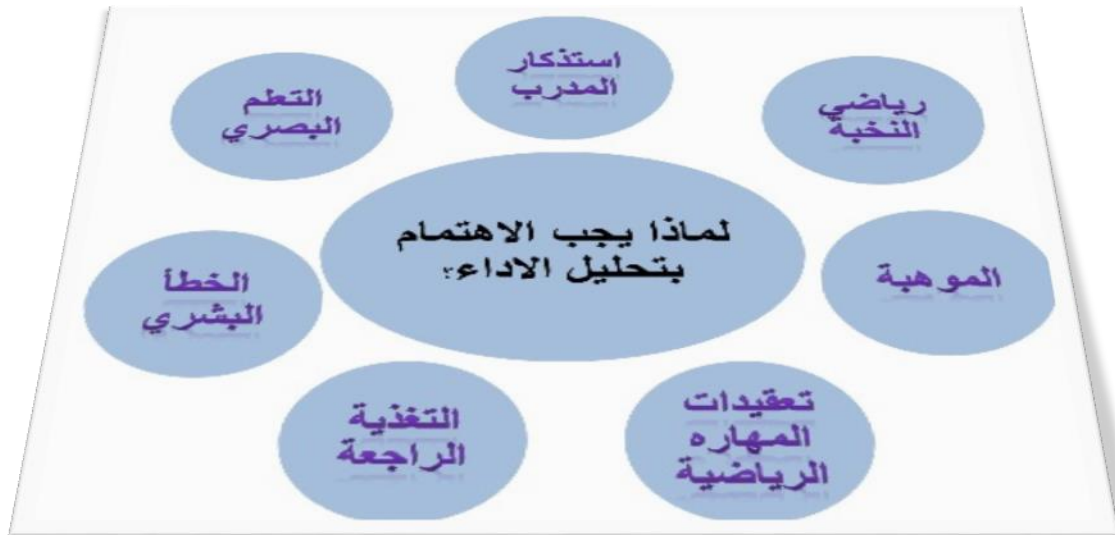 استذكار
المدرب
رياضي
النخبة
التعلم
البصري
لماذا يجب الاهتمام
بتحليل الاداء؟
الموهبة
الخطأ
البشري
تعقيدات
المهاره
الرياضية
التغذية
الراجعة